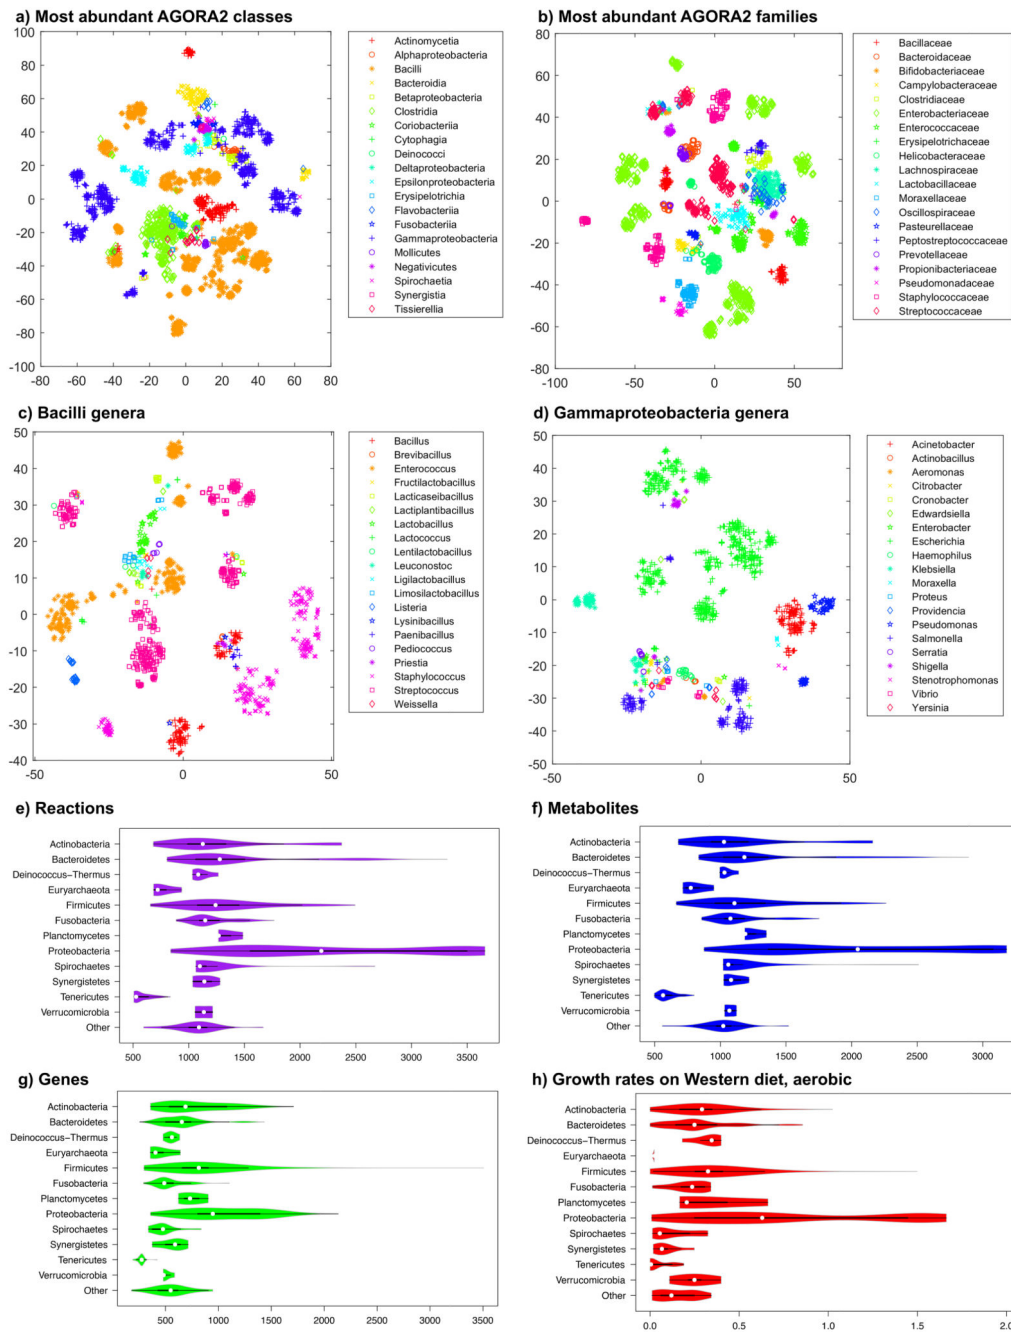 a) Most abundant AGORA2 classes
100
80
60
40
20
0
-20
-40
-60
-80
-100
-80 -60 -40 -20 0 20 40 60 80
Actinomycetia
Alphaproteobacteria
Bacilli
Bacteroidia
Betaproteobacteria
Clostridia
Coriobacteriia
Cytophagia
Deinococci
Deltaproteobacteria
Epsilonproteobacteria
Erysipelotrichia
Flavobacteriia
Fusobacteriia
Gammaproteobacteria
Mollicutes
Negativicutes
Spirochaetia
Synergistia
Tissierellia
b) Most abundant AGORA2 families
80
60
40
20
0
-20
-40
-60
-80
-100 -50 0 50
Bacillaceae
Bacteroidaceae
Bifidobacteriaceae
Campylobacteraceae
Clostridiaceae
Enterobacteriaceae
Enterococcaceae
Erysipelotrichaceae
Helicobacteraceae
Lachnospiraceae
Lactobacillaceae
Moraxellaceae
Oscillospiraceae
Pasteurellaceae
Peptostreptococcaceae
Prevotellaceae
Propionibacteriaceae
Pseudomonadaceae
Staphylococcaceae
Streptococcaceae
c) Bacilli genera
50
40
30
20
10
0
-10
-20
-30
-40
-50 0 50
Bacillus
Brevibacillus
Enterococcus
Fructilactobacillus
Lacticaseibacillus
Lactiplantibacillus
Lactobacillus
Lactococcus
Lentilactobacillus
Leuconostoc
Ligilactobacillus
Limosilactobacillus
Listeria
Lysinibacillus
Paenibacillus
Pediococcus
Priestia
Staphylococcus
Streptococcus
Weissella
d) Gammaproteobacteria genera
50
40
30
20
10
0
-10
-20
-30
-40
-50
-50 0 50
Acinetobacter
Actinobacillus
Aeromonas
Citrobacter
Cronobacter
Edwardsiella
Enterobacter
Escherichia
Haemophilus
Klebsiella
Moraxella
Proteus
Providencia
Pseudomonas
Salmonella
Serratia
Shigella
Stenotrophomonas
Vibrio
Yersinia
e) Reactions
Actinobacteria
Bacteroidetes
Deinococcus−Thermus
Euryarchaeota
Firmicutes
Fusobacteria
Planctomycetes
Proteobacteria
Spirochaetes
Synergistetes
Tenericutes
Verrucomicrobia
Other
500 1000 1500 2000 2500 3000 3500
f) Metabolites
Actinobacteria
Bacteroidetes
Deinococcus−Thermus
Euryarchaeota
Firmicutes
Fusobacteria
Planctomycetes
Proteobacteria
Spirochaetes
Synergistetes
Tenericutes
Verrucomicrobia
Other
500 1000 1500 2000 2500 3000
g) Genes
Actinobacteria
Bacteroidetes
Deinococcus−Thermus
Euryarchaeota
Firmicutes
Fusobacteria
Planctomycetes
Proteobacteria
Spirochaetes
Synergistetes
Tenericutes
Verrucomicrobia
Other
500 1000 1500 2000 2500 3000 3500
h) Growth rates on Western diet, aerobic
Actinobacteria
Bacteroidetes
Deinococcus−Thermus
Euryarchaeota
Firmicutes
Fusobacteria
Planctomycetes
Proteobacteria
Spirochaetes
Synergistetes
Tenericutes
Verrucomicrobia
Other
0.0 0.5 1.0 1.5 2.0